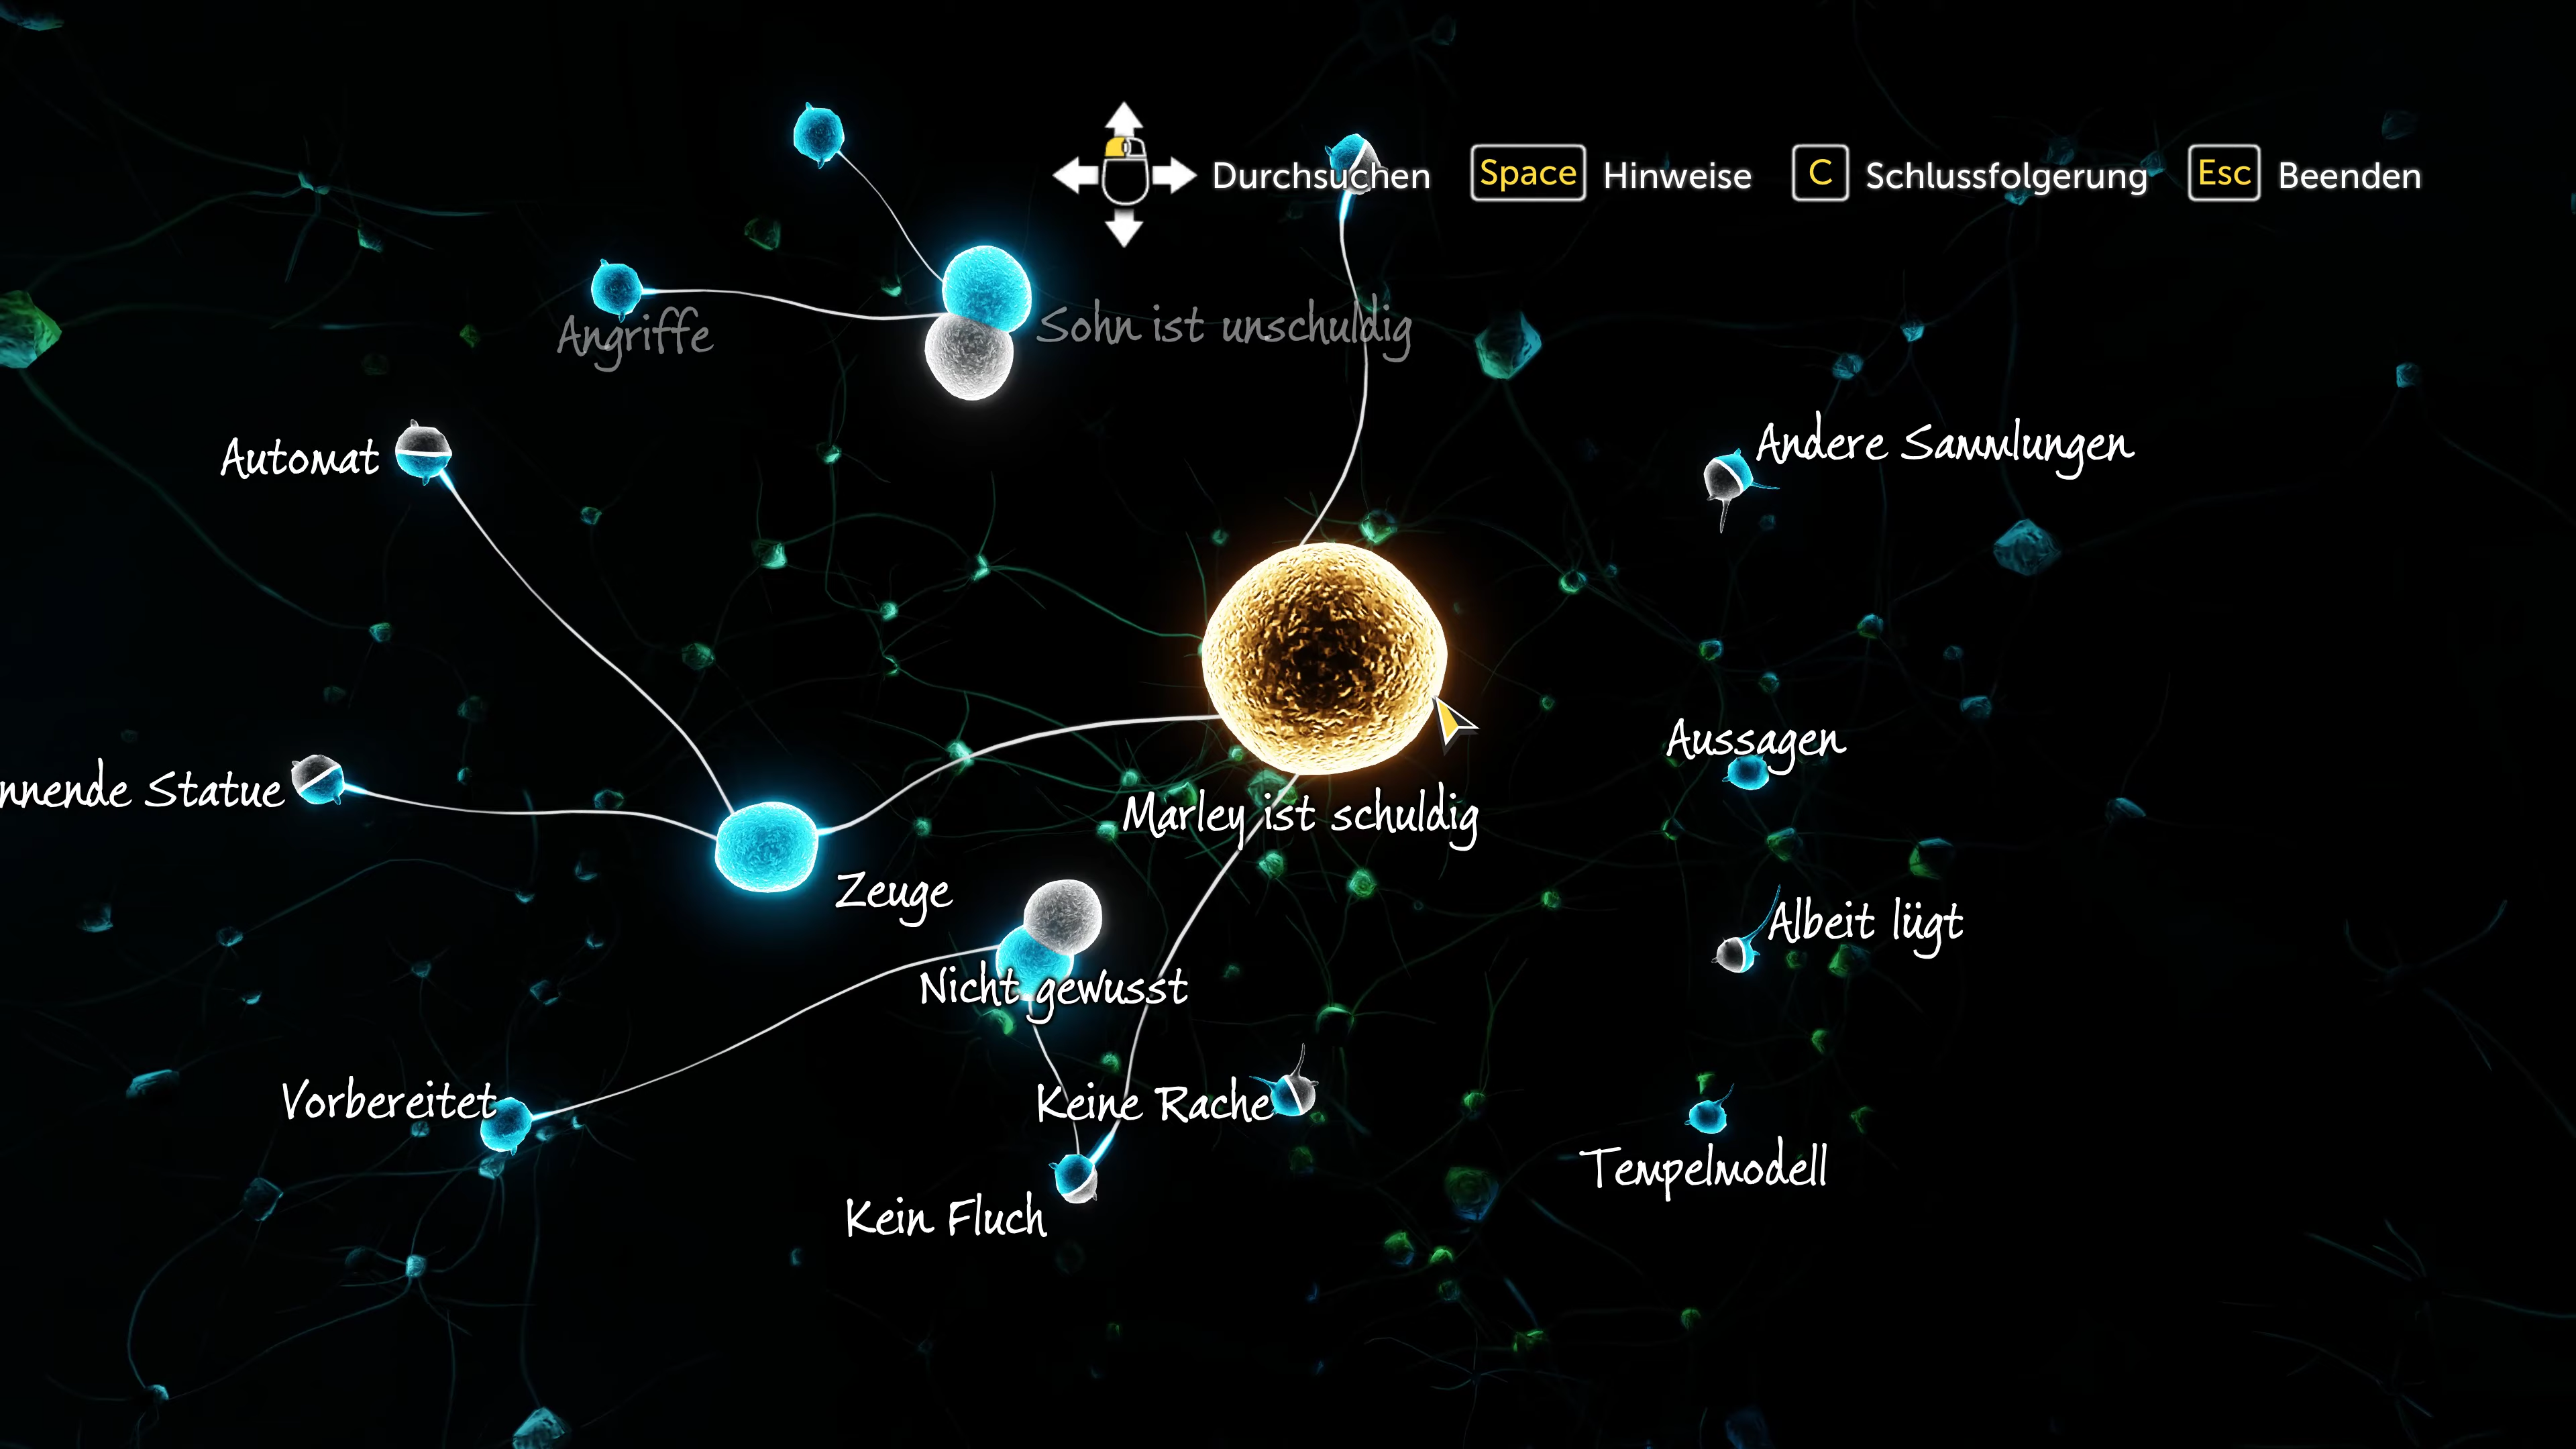 Durchsuchen
Space Hinweise
C Schlussfolgerung
Esc Beenden
Angriffe
Sohn ist unschuldig
Automat
Andere Sammlungen
Aussagen
nnende Statue
Marley ist schuldig
Zeuge
Albeit lügt
Nicht gewusst
Vorbereitet
Keine Rache
Tempelmodell
Kein Fluch